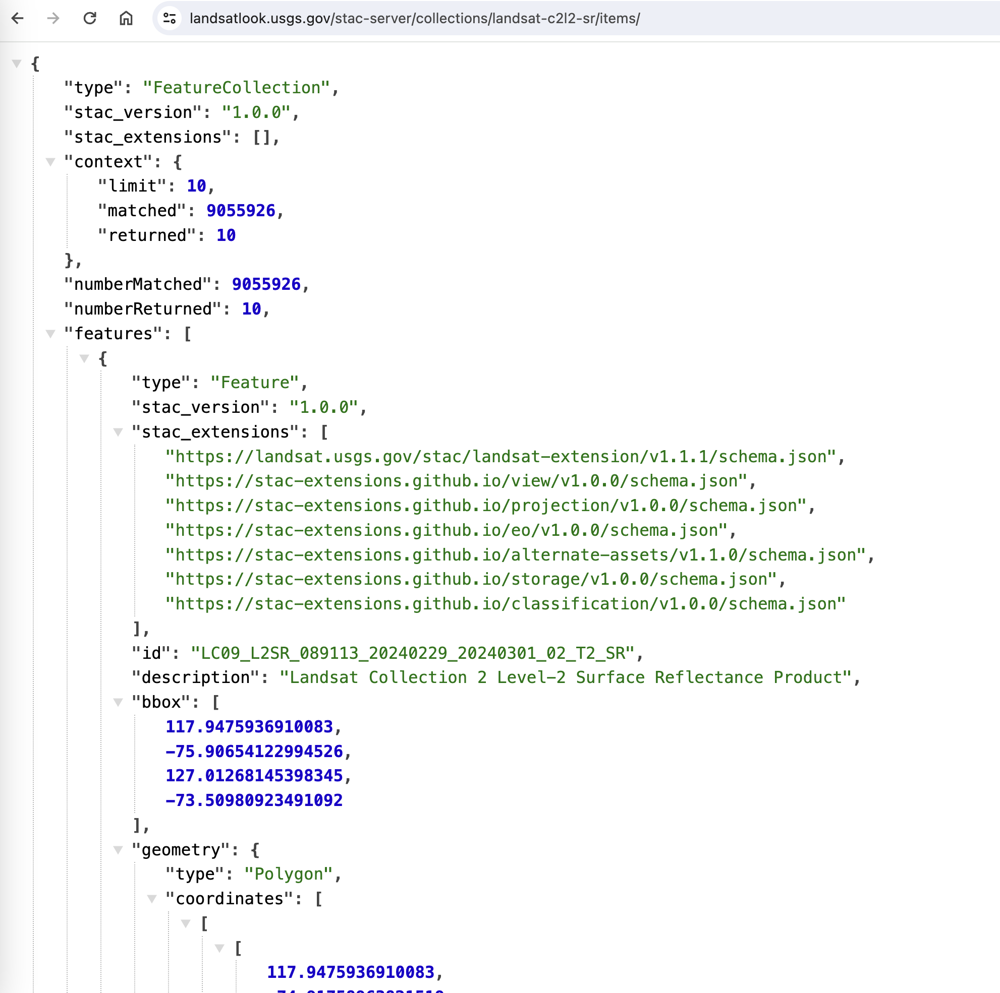 landsatlook.usgs.gov/stac-server/collections/landsat-c2l2-sr/items/
{
"type": "FeatureCollection",
"stac_version": "1.0.0",
"stac_extensions": [],
"context": {
"limit": 10,
"matched": 9055926,
"returned": 10
},
"numberMatched": 9055926,
"numberReturned": 10,
"features": [
{
"type": "Feature",
"stac_version": "1.0.0",
"stac_extensions": [
"https://landsat.usgs.gov/stac/landsat-extension/v1.1.1/schema.json",
"https://stac-extensions.github.io/view/v1.0.0/schema.json",
"https://stac-extensions.github.io/projection/v1.0.0/schema.json",
"https://stac-extensions.github.io/eo/v1.0.0/schema.json",
"https://stac-extensions.github.io/alternate-assets/v1.1.0/schema.json",
"https://stac-extensions.github.io/storage/v1.0.0/schema.json",
"https://stac-extensions.github.io/classification/v1.0.0/schema.json"
],
"id": "LC09_L2SR_089113_20240229_20240301_02_T2_SR",
"description": "Landsat Collection 2 Level-2 Surface Reflectance Product",
"bbox": [
117.9475936910083,
-75.90654122994526,
127.01268145398345,
-73.50980923491092
],
"geometry": {
"type": "Polygon",
"coordinates": [
[
[
117.9475936910083,